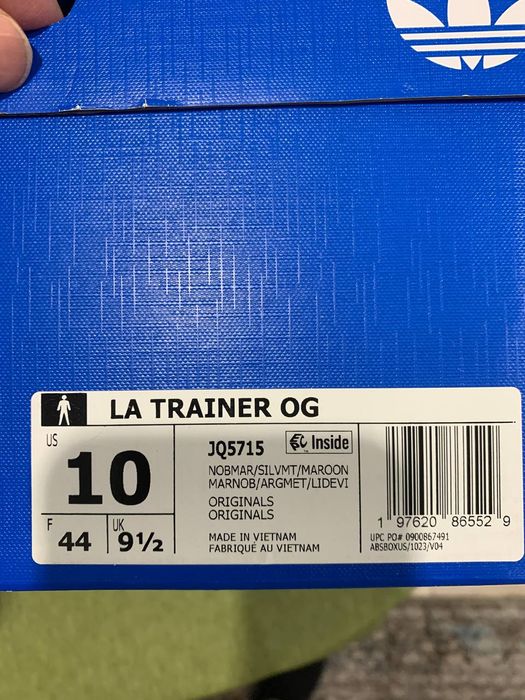 LA TRAINER OG
US
10
F
44
UK
9½
JQ5715
Inside
NOBMAR/SILVMT/MAROON
MARNOB/ARGMET/LIDEVI
ORIGINALS
ORIGINALS
MADE IN VIETNAM
FABRIQUÉ AU VIETNAM
1 97620 86552 9
UPC PO# 0900867491
ABSBOXUS/1023/V04